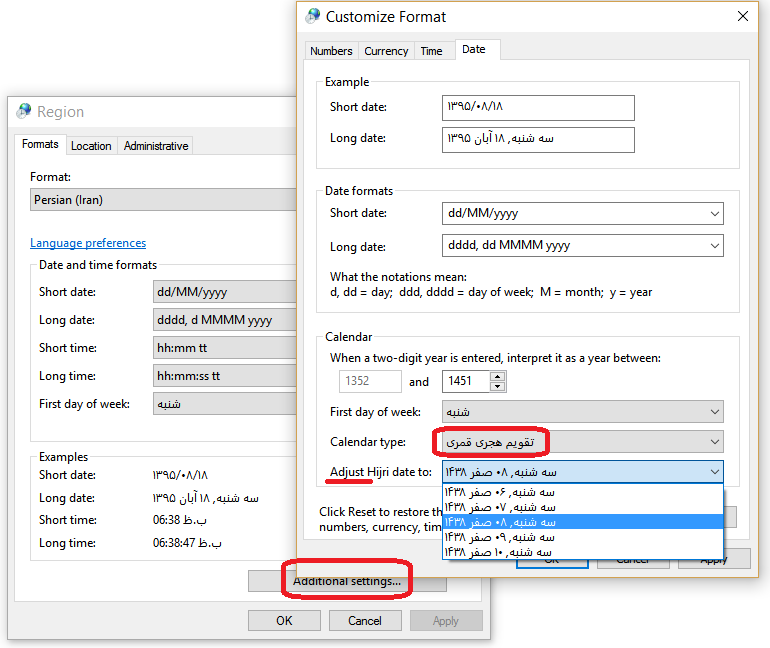 Customize Format
Numbers
Currency
Time
Date
Example
Short date:
۱۳۹۵/۰۸/۱۸
Long date:
سه شنبه, ۱۸ آبان ۱۳۹۵
Date formats
Short date:
dd/MM/yyyy
Long date:
dddd, dd MMMM yyyy
What the notations mean:
d, dd = day;  ddd, dddd = day of week;  M = month;  y = year
Calendar
When a two-digit year is entered, interpret it as a year between:
1352
and
1451
First day of week:
شنبه
Calendar type:
تقویم هجری قمری
Adjust Hijri date to:
سه شنبه, ۰۸ صفر ۱۴۳۸
سه شنبه, ۰۶ صفر ۱۴۳۸
سه شنبه, ۰۷ صفر ۱۴۳۸
سه شنبه, ۰۸ صفر ۱۴۳۸
سه شنبه, ۰۹ صفر ۱۴۳۸
سه شنبه, ۱۰ صفر ۱۴۳۸
Click Reset to restore th
numbers, currency, tim
OK
Cancel
Apply
Region
Formats
Location
Administrative
Format:
Persian (Iran)
Language preferences
Date and time formats
Short date:
dd/MM/yyyy
Long date:
dddd, d MMMM yyyy
Short time:
hh:mm tt
Long time:
hh:mm:ss tt
First day of week:
شنبه
Examples
Short date:
۱۳۹۵/۰۸/۱۸
Long date:
سه شنبه, ۱۸ آبان ۱۳۹۵
Short time:
06:38 ب.ظ
Long time:
06:38:47 ب.ظ
Additional settings...
OK
Cancel
Apply